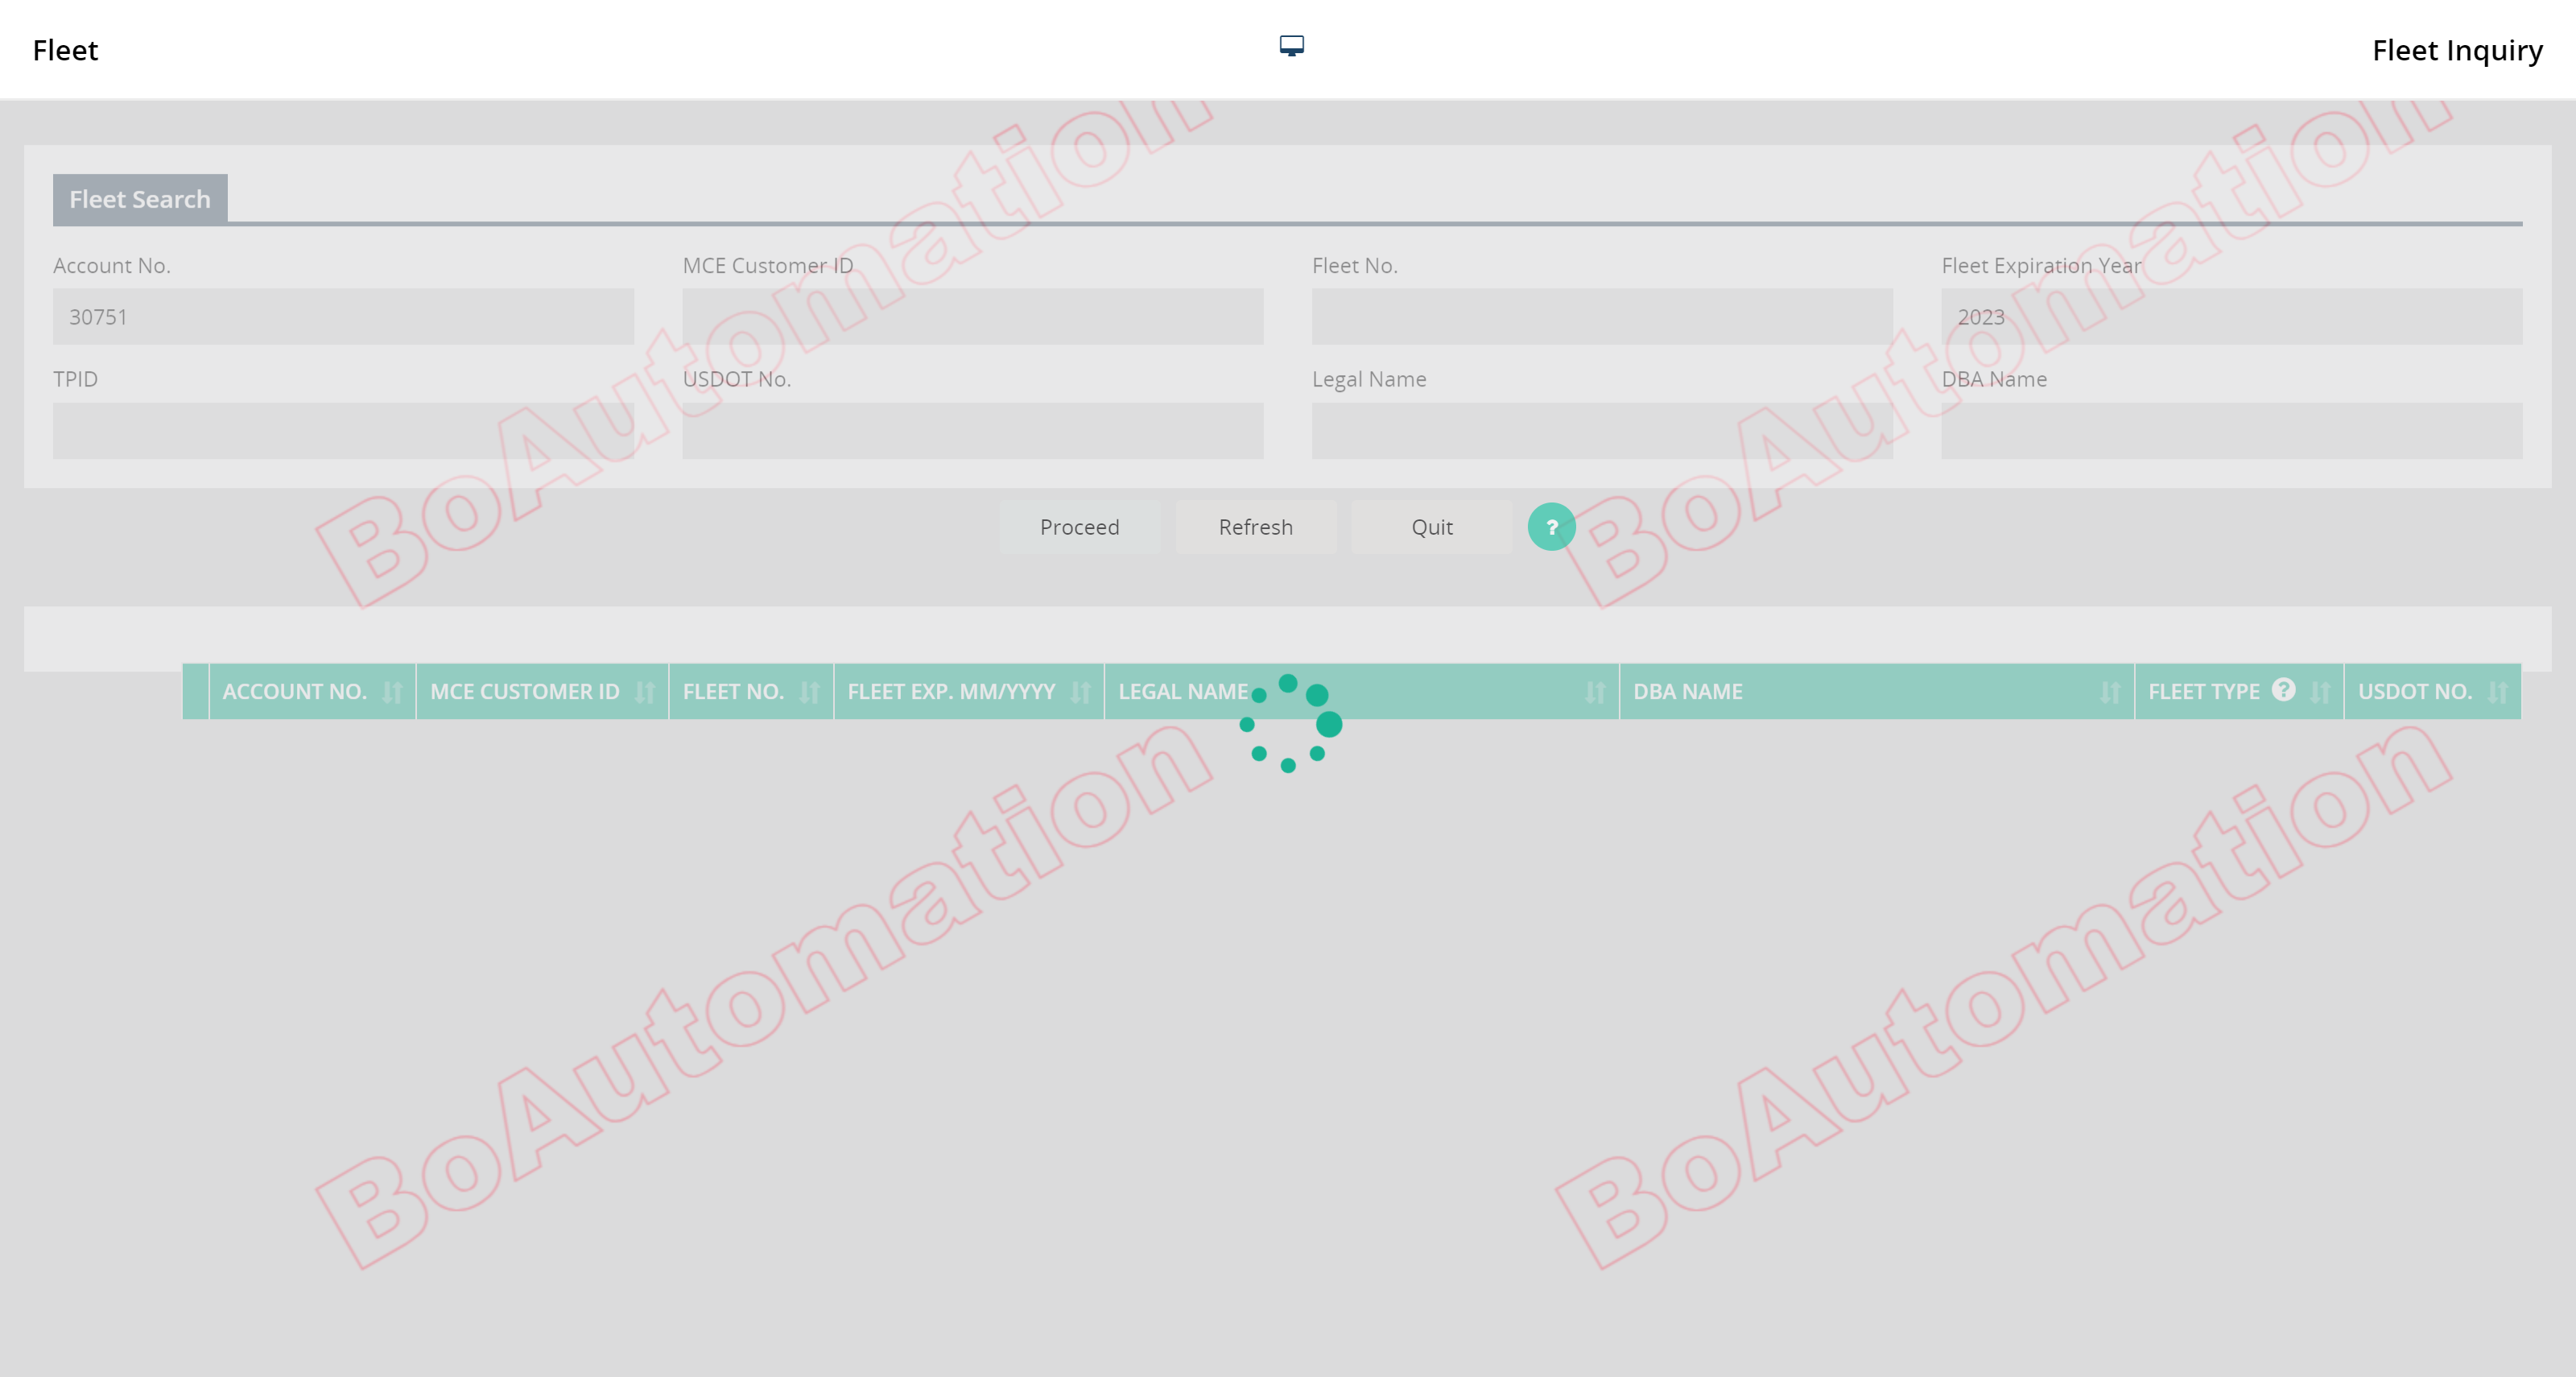 Fleet
Fleet Inquiry
Fleet Search
Account No.
MCE Customer ID
Fleet No.
Fleet Expiration Year
30751
2023
TPID
USDOT No.
Legal Name
DBA Name
Proceed
Refresh
Quit
?
ACCOUNT NO.
MCE CUSTOMER ID
FLEET NO.
FLEET EXP. MM/YYYY
LEGAL NAME
DBA NAME
FLEET TYPE ?
USDOT NO.
BoAutomation
BoAutomation
BoAutomation
BoAutomation